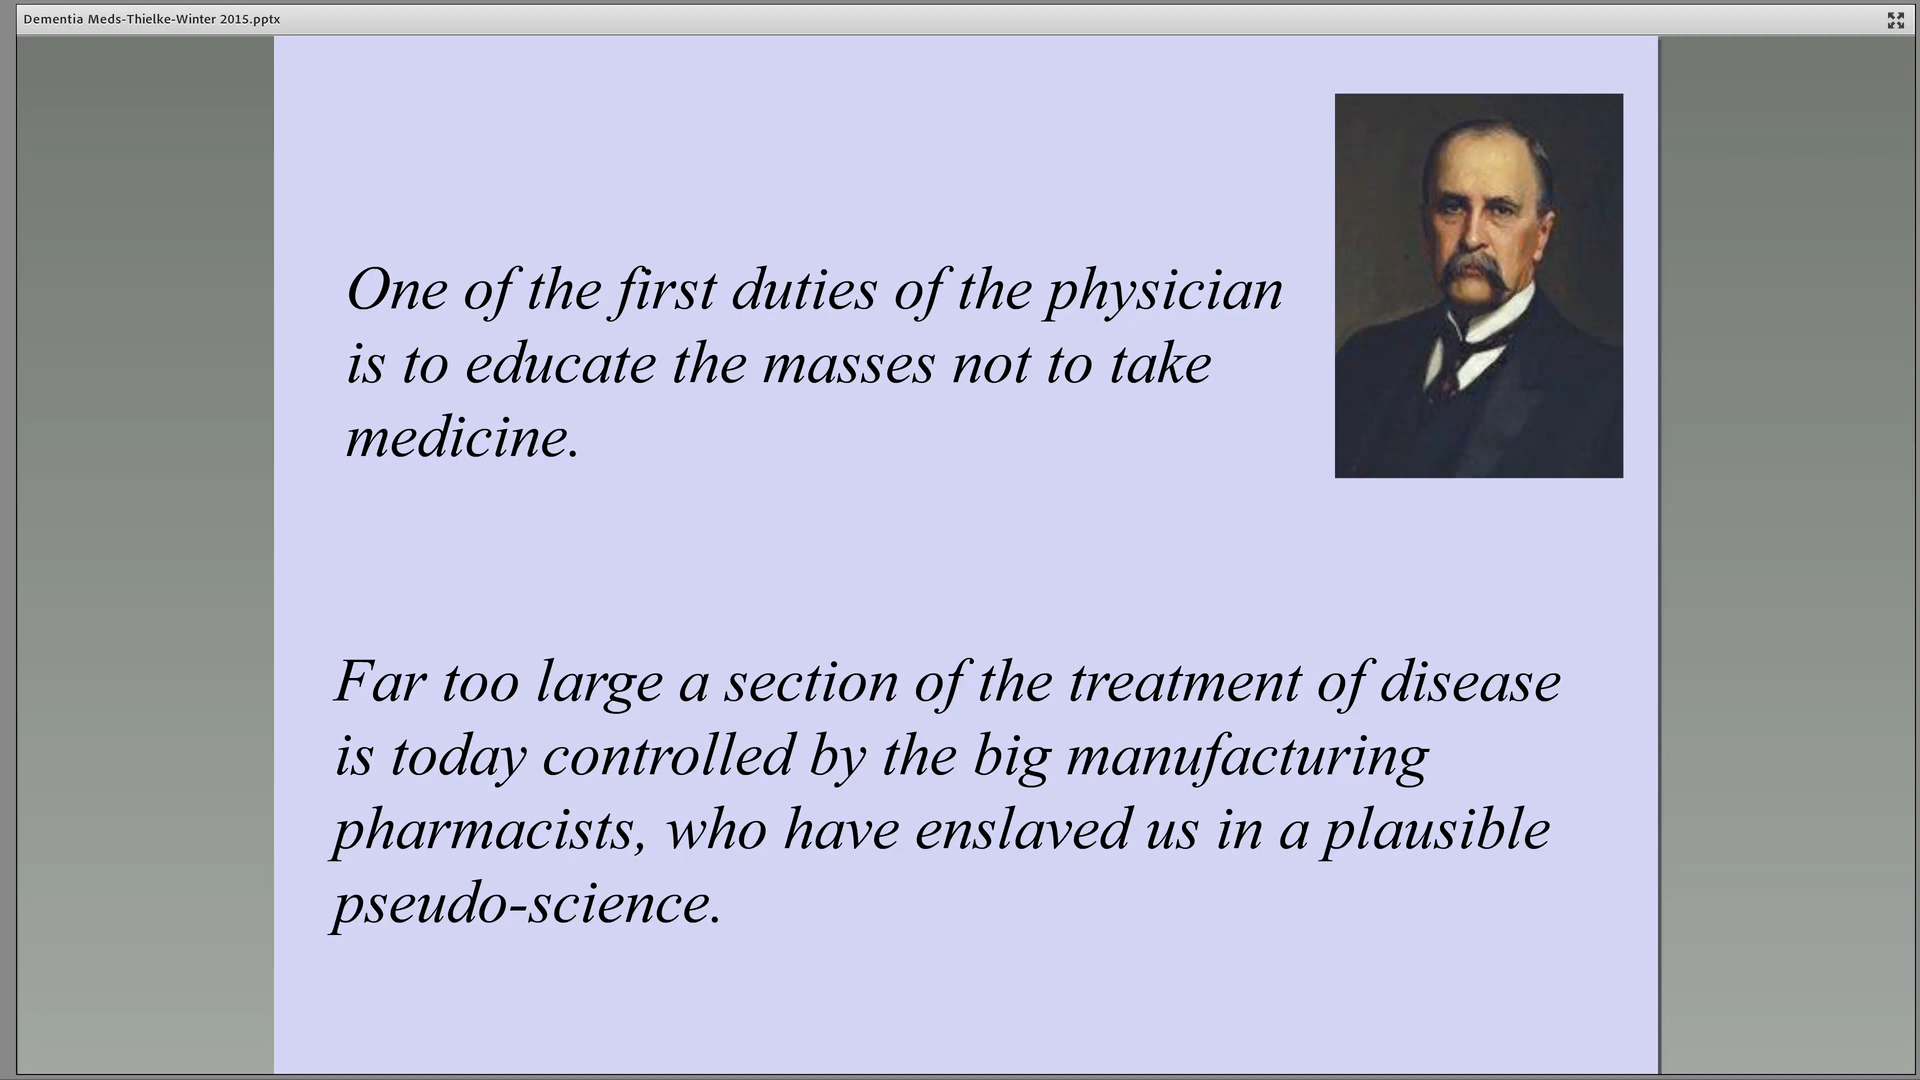 Dementia Meds-Thielke-Winter 2015.pptx
One of the first duties of the physician
is to educate the masses not to take
medicine.
Far too large a section of the treatment of disease
is today controlled by the big manufacturing
pharmacists, who have enslaved us in a plausible
pseudo-science.